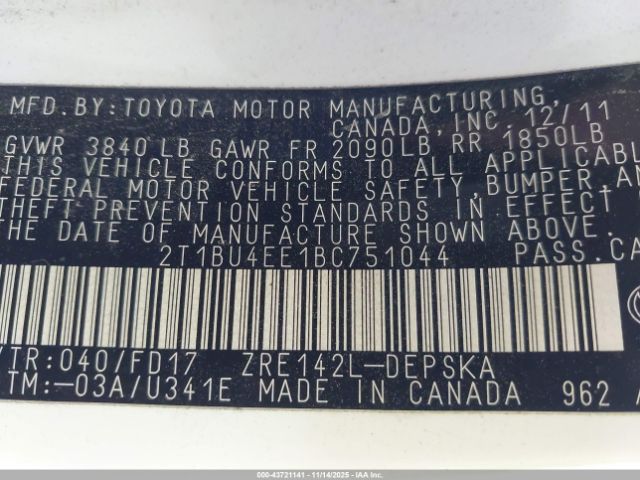 MFD. BY: TOYOTA MOTOR MANUFACTURING,
CANADA, INC. 12/11
GVWR 3840 LB GAWR FR 2090LB RR 1850LB
THIS VEHICLE CONFORMS TO ALL APPLICABL
FEDERAL MOTOR VEHICLE SAFETY, BUMPER AN
THEFT PREVENTION STANDARDS IN EFFECT
THE DATE OF MANUFACTURE SHOWN ABOVE.
2T1BU4EE1BC751044 PASS.CA
/TR:040/FD17 ZRE142L-DEPSKA
TM:-03A/U341E MADE IN CANADA 962
000-43721141 - 11/14/2025 - IAA Inc.